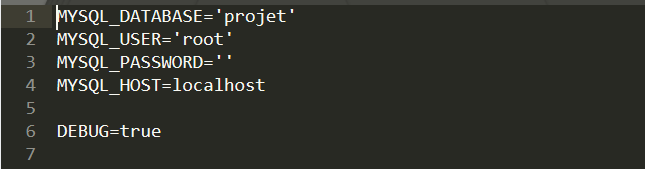 1 MYSQL_DATABASE='projet'
2 MYSQL_USER='root'
3 MYSQL_PASSWORD=''
4 MYSQL_HOST=localhost
5
6 DEBUG=true
7